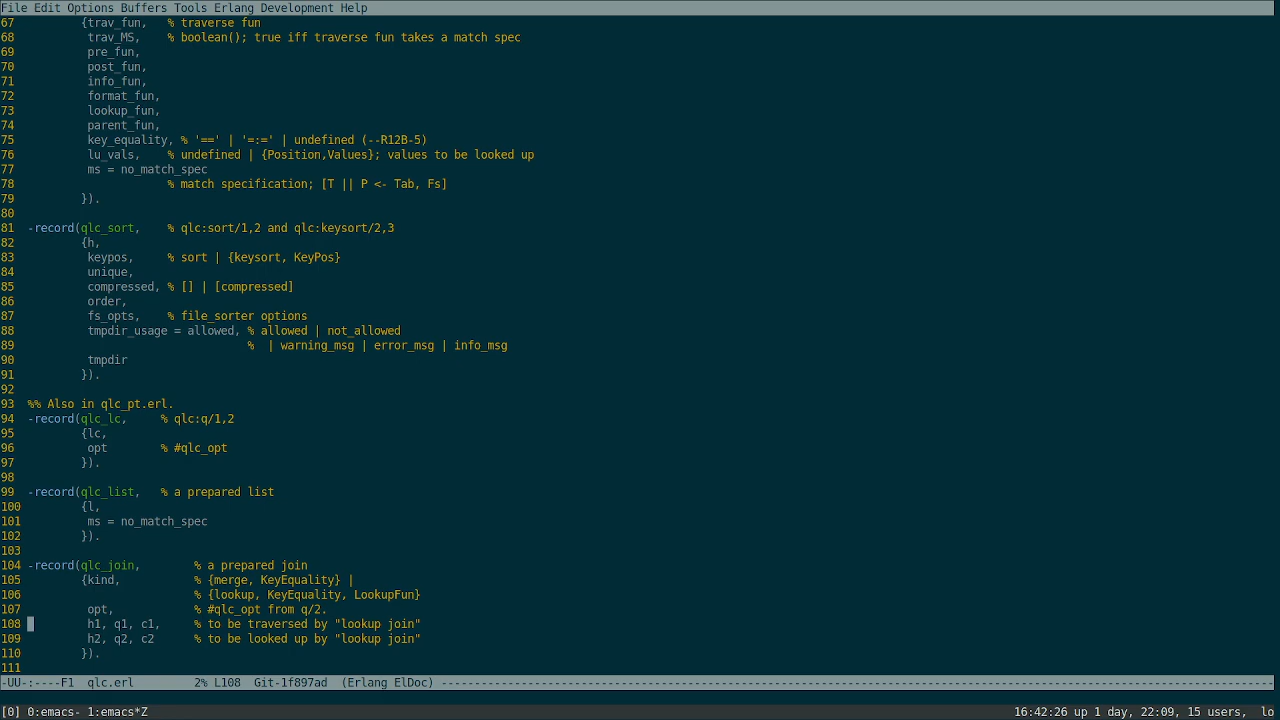 File Edit Options Buffers Tools Erlang Development Help
67          {trav_fun,   % traverse fun
68           trav_MS,    % boolean(); true iff traverse fun takes a match spec
69           pre_fun,
70           post_fun,
71           info_fun,
72           format_fun,
73           lookup_fun,
74           parent_fun,
75           key_equality, % '==' | '=:=' | undefined (--R12B-5)
76           lu_vals,    % undefined | {Position,Values}; values to be looked up
77           ms = no_match_spec
78                       % match specification; [T || P <- Tab, Fs]
79          }).
80
81  -record(qlc_sort,    % qlc:sort/1,2 and qlc:keysort/2,3
82          {h,
83           keypos,     % sort | {keysort, KeyPos}
84           unique,
85           compressed, % [] | [compressed]
86           order,
87           fs_opts,    % file_sorter options
88           tmpdir_usage = allowed, % allowed | not_allowed
89                                   %  | warning_msg | error_msg | info_msg
90           tmpdir
91          }).
92
93  %% Also in qlc_pt.erl.
94  -record(qlc_lc,     % qlc:q/1,2
95          {lc,
96           opt        % #qlc_opt
97          }).
98
99  -record(qlc_list,   % a prepared list
100         {l,
101          ms = no_match_spec
102         }).
103
104 -record(qlc_join,        % a prepared join
105         {kind,           % {merge, KeyEquality} |
106                          % {lookup, KeyEquality, LookupFun}
107          opt,            % #qlc_opt from q/2.
108          h1, q1, c1,     % to be traversed by "lookup join"
109          h2, q2, c2      % to be looked up by "lookup join"
110         }).
111
-UU-:----F1  qlc.erl         2% L108  Git-1f897ad  (Erlang ElDoc) -----------------------------------------------------------------------------------------------------------------------------
[0] 0:emacs- 1:emacs*Z                    16:42:26 up 1 day, 22:09, 15 users,  lo